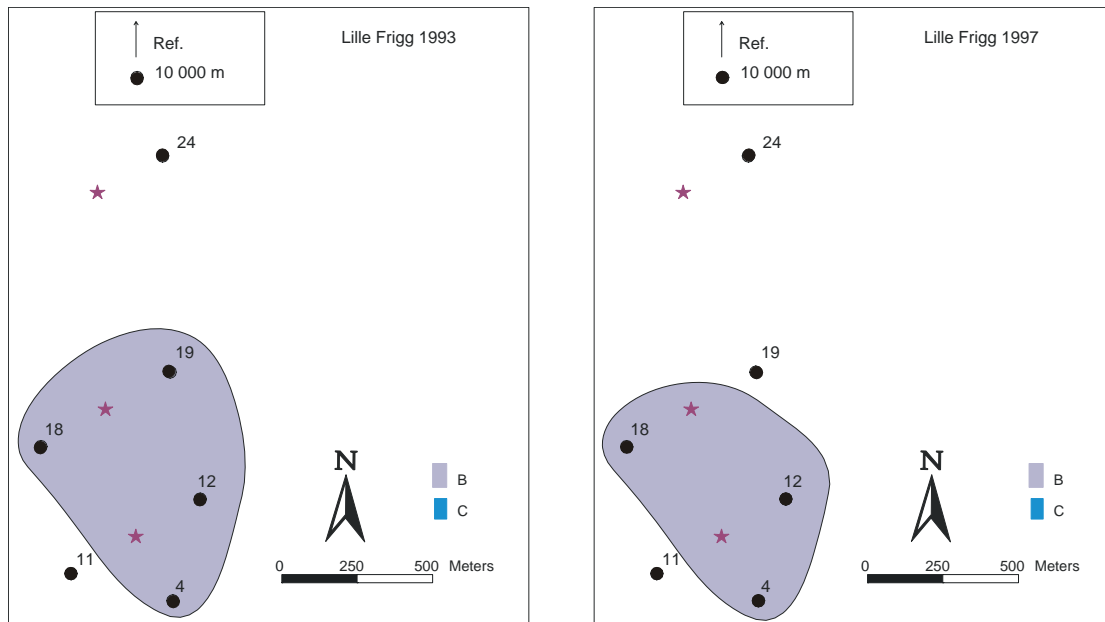 Ref.
10 000 m
Lille Frigg 1993
24
19
18
12
11
4
N
B
C
0 250 500 Meters
Ref.
10 000 m
Lille Frigg 1997
24
19
18
12
11
4
N
B
C
0 250 500 Meters